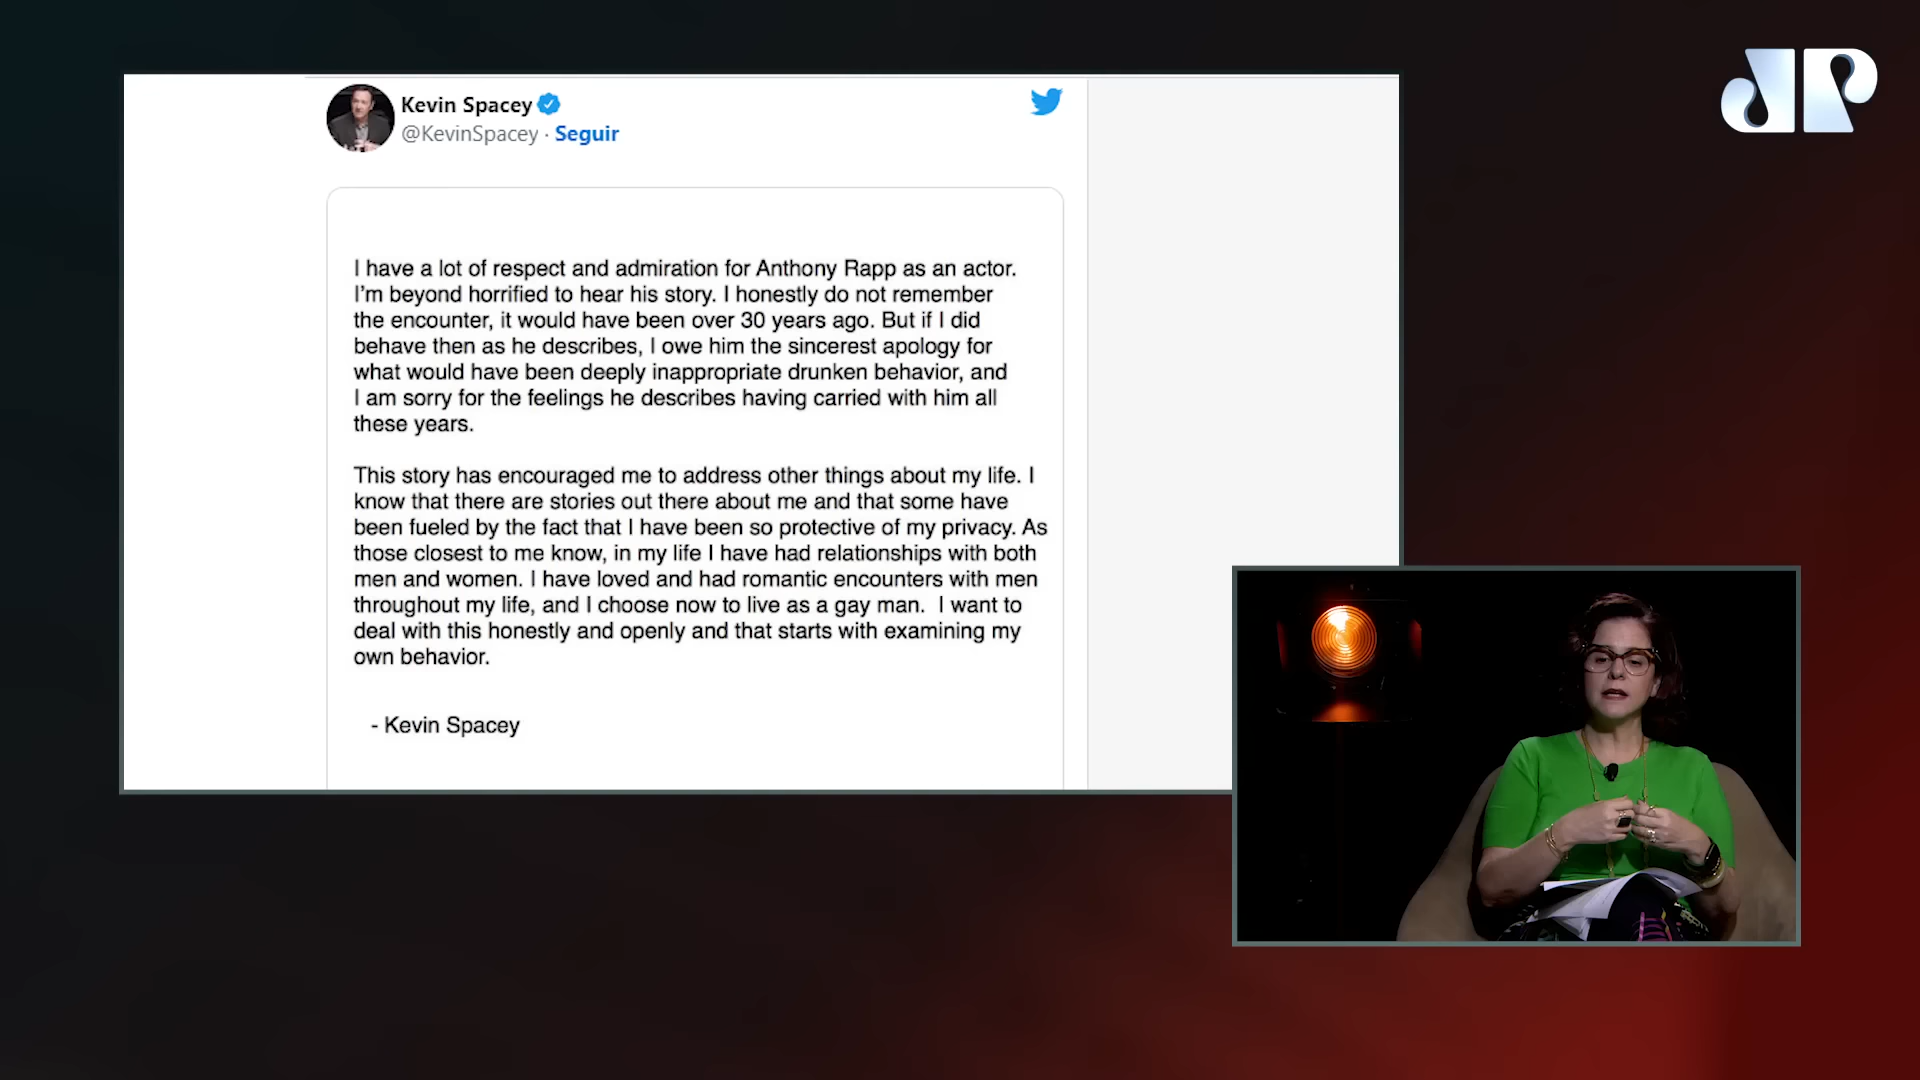 JP
Kevin Spacey
@KevinSpacey · Seguir
I have a lot of respect and admiration for Anthony Rapp as an actor.
I'm beyond horrified to hear his story. I honestly do not remember
the encounter, it would have been over 30 years ago. But if I did
behave then as he describes, I owe him the sincerest apology for
what would have been deeply inappropriate drunken behavior, and
I am sorry for the feelings he describes having carried with him all
these years.
This story has encouraged me to address other things about my life. I
know that there are stories out there about me and that some have
been fueled by the fact that I have been so protective of my privacy. As
those closest to me know, in my life I have had relationships with both
men and women. I have loved and had romantic encounters with men
throughout my life, and I choose now to live as a gay man.  I want to
deal with this honestly and openly and that starts with examining my
own behavior.
- Kevin Spacey